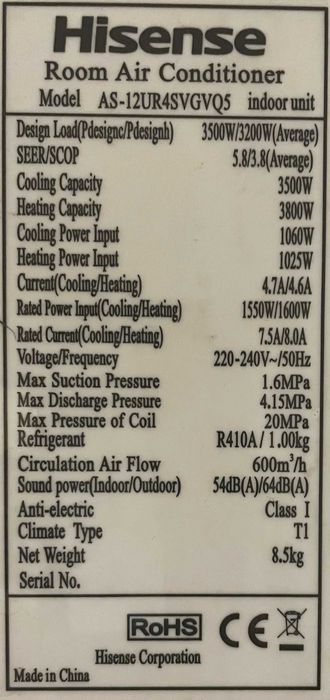 Hisense
Room Air Conditioner
Model AS-12UR4SVGVQ5 indoor unit
Design Load(Pdesignc/Pdesignh) 3500W/3200W(Average)
SEER/SCOP 5.8/3.8(Average)
Cooling Capacity 3500W
Heating Capacity 3800W
Cooling Power Input 1060W
Heating Power Input 1025W
Current(Cooling/Heating) 4.7A/4.6A
Rated Power Input(Cooling/Heating) 1550W/1600W
Rated Current(Cooling/Heating) 7.5A/8.0A
Voltage/Frequency 220-240V~/50Hz
Max Suction Pressure 1.6MPa
Max Discharge Pressure 4.15MPa
Max Pressure of Coil 20MPa
Refrigerant R410A / 1.00kg
Circulation Air Flow 600m³/h
Sound power(Indoor/Outdoor) 54dB(A)/64dB(A)
Anti-electric Class I
Climate Type T1
Net Weight 8.5kg
Serial No.
RoHS CE
Hisense Corporation
Made in China